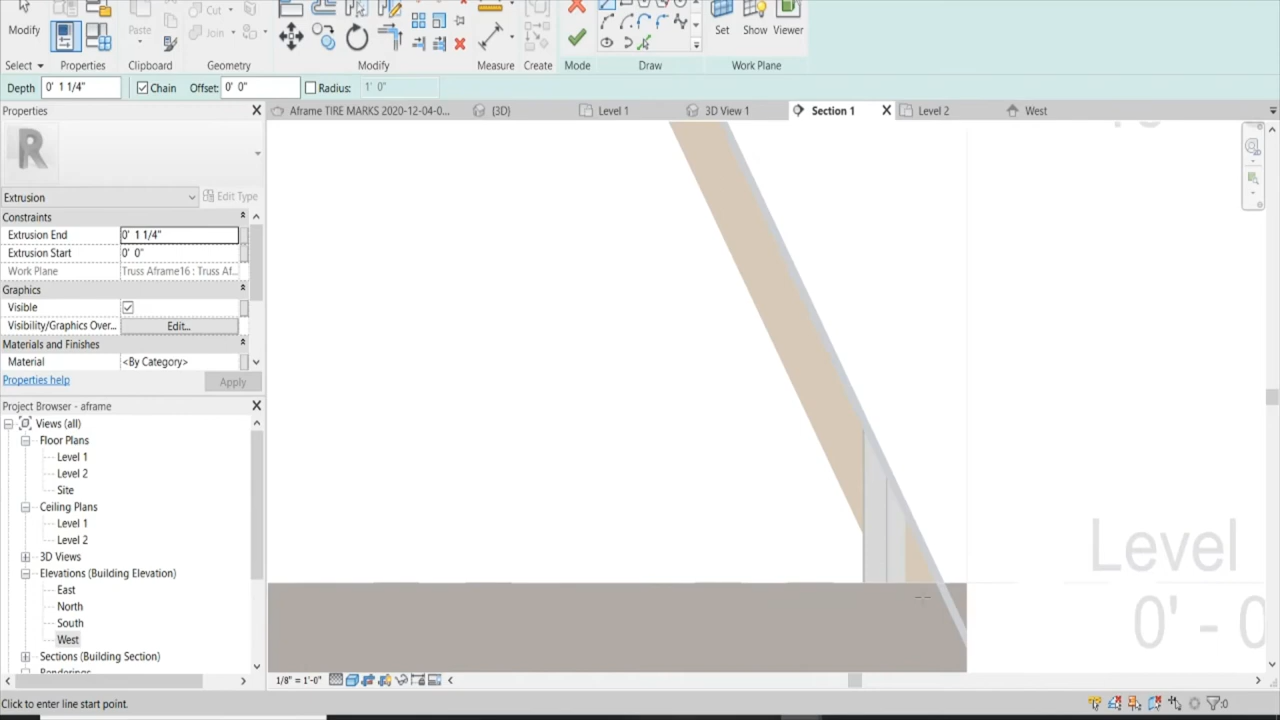 Cut
Modify
Paste
Join
Set
Show
Viewer
Select
Properties
Clipboard
Geometry
Modify
Measure
Create
Mode
Draw
Work Plane
Depth 0' 1 1/4"
Chain
Offset: 0' 0"
Radius: 1' 0"
Properties
Aframe TIRE MARKS 2020-12-04-0...
{3D}
Level 1
3D View 1
Section 1
Level 2
West
R
Extrusion
Edit Type
Constraints
Extrusion End 0' 1 1/4"
Extrusion Start 0' 0"
Work Plane Truss Aframe16 : Truss Af...
Graphics
Visible
Visibility/Graphics Over... Edit...
Materials and Finishes
Material <By Category>
Properties help
Apply
Project Browser - aframe
Views (all)
Floor Plans
Level 1
Level 2
Site
Ceiling Plans
Level 1
Level 2
3D Views
Elevations (Building Elevation)
East
North
South
West
Sections (Building Section)
Level
0' - 0
1/8" = 1'-0"
Click to enter line start point.
:0